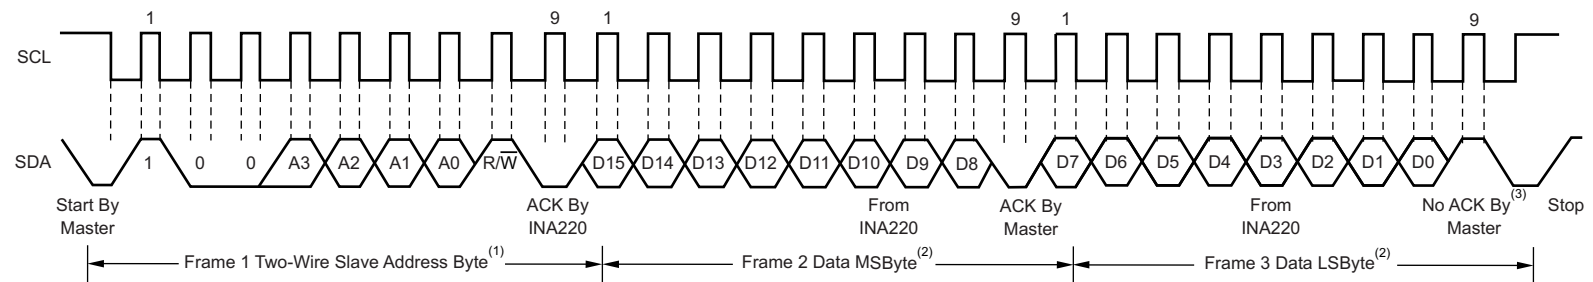 1 9 1 9 1 9
SCL
SDA 1 0 0 A3 A2 A1 A0 R/W̅ D15 D14 D13 D12 D11 D10 D9 D8 D7 D6 D5 D4 D3 D2 D1 D0
Start By
Master
ACK By
INA220
From
INA220
ACK By
Master
From
INA220
No ACK By(3)
Master
Stop
Frame 1 Two-Wire Slave Address Byte(1)
Frame 2 Data MSByte(2)
Frame 3 Data LSByte(2)